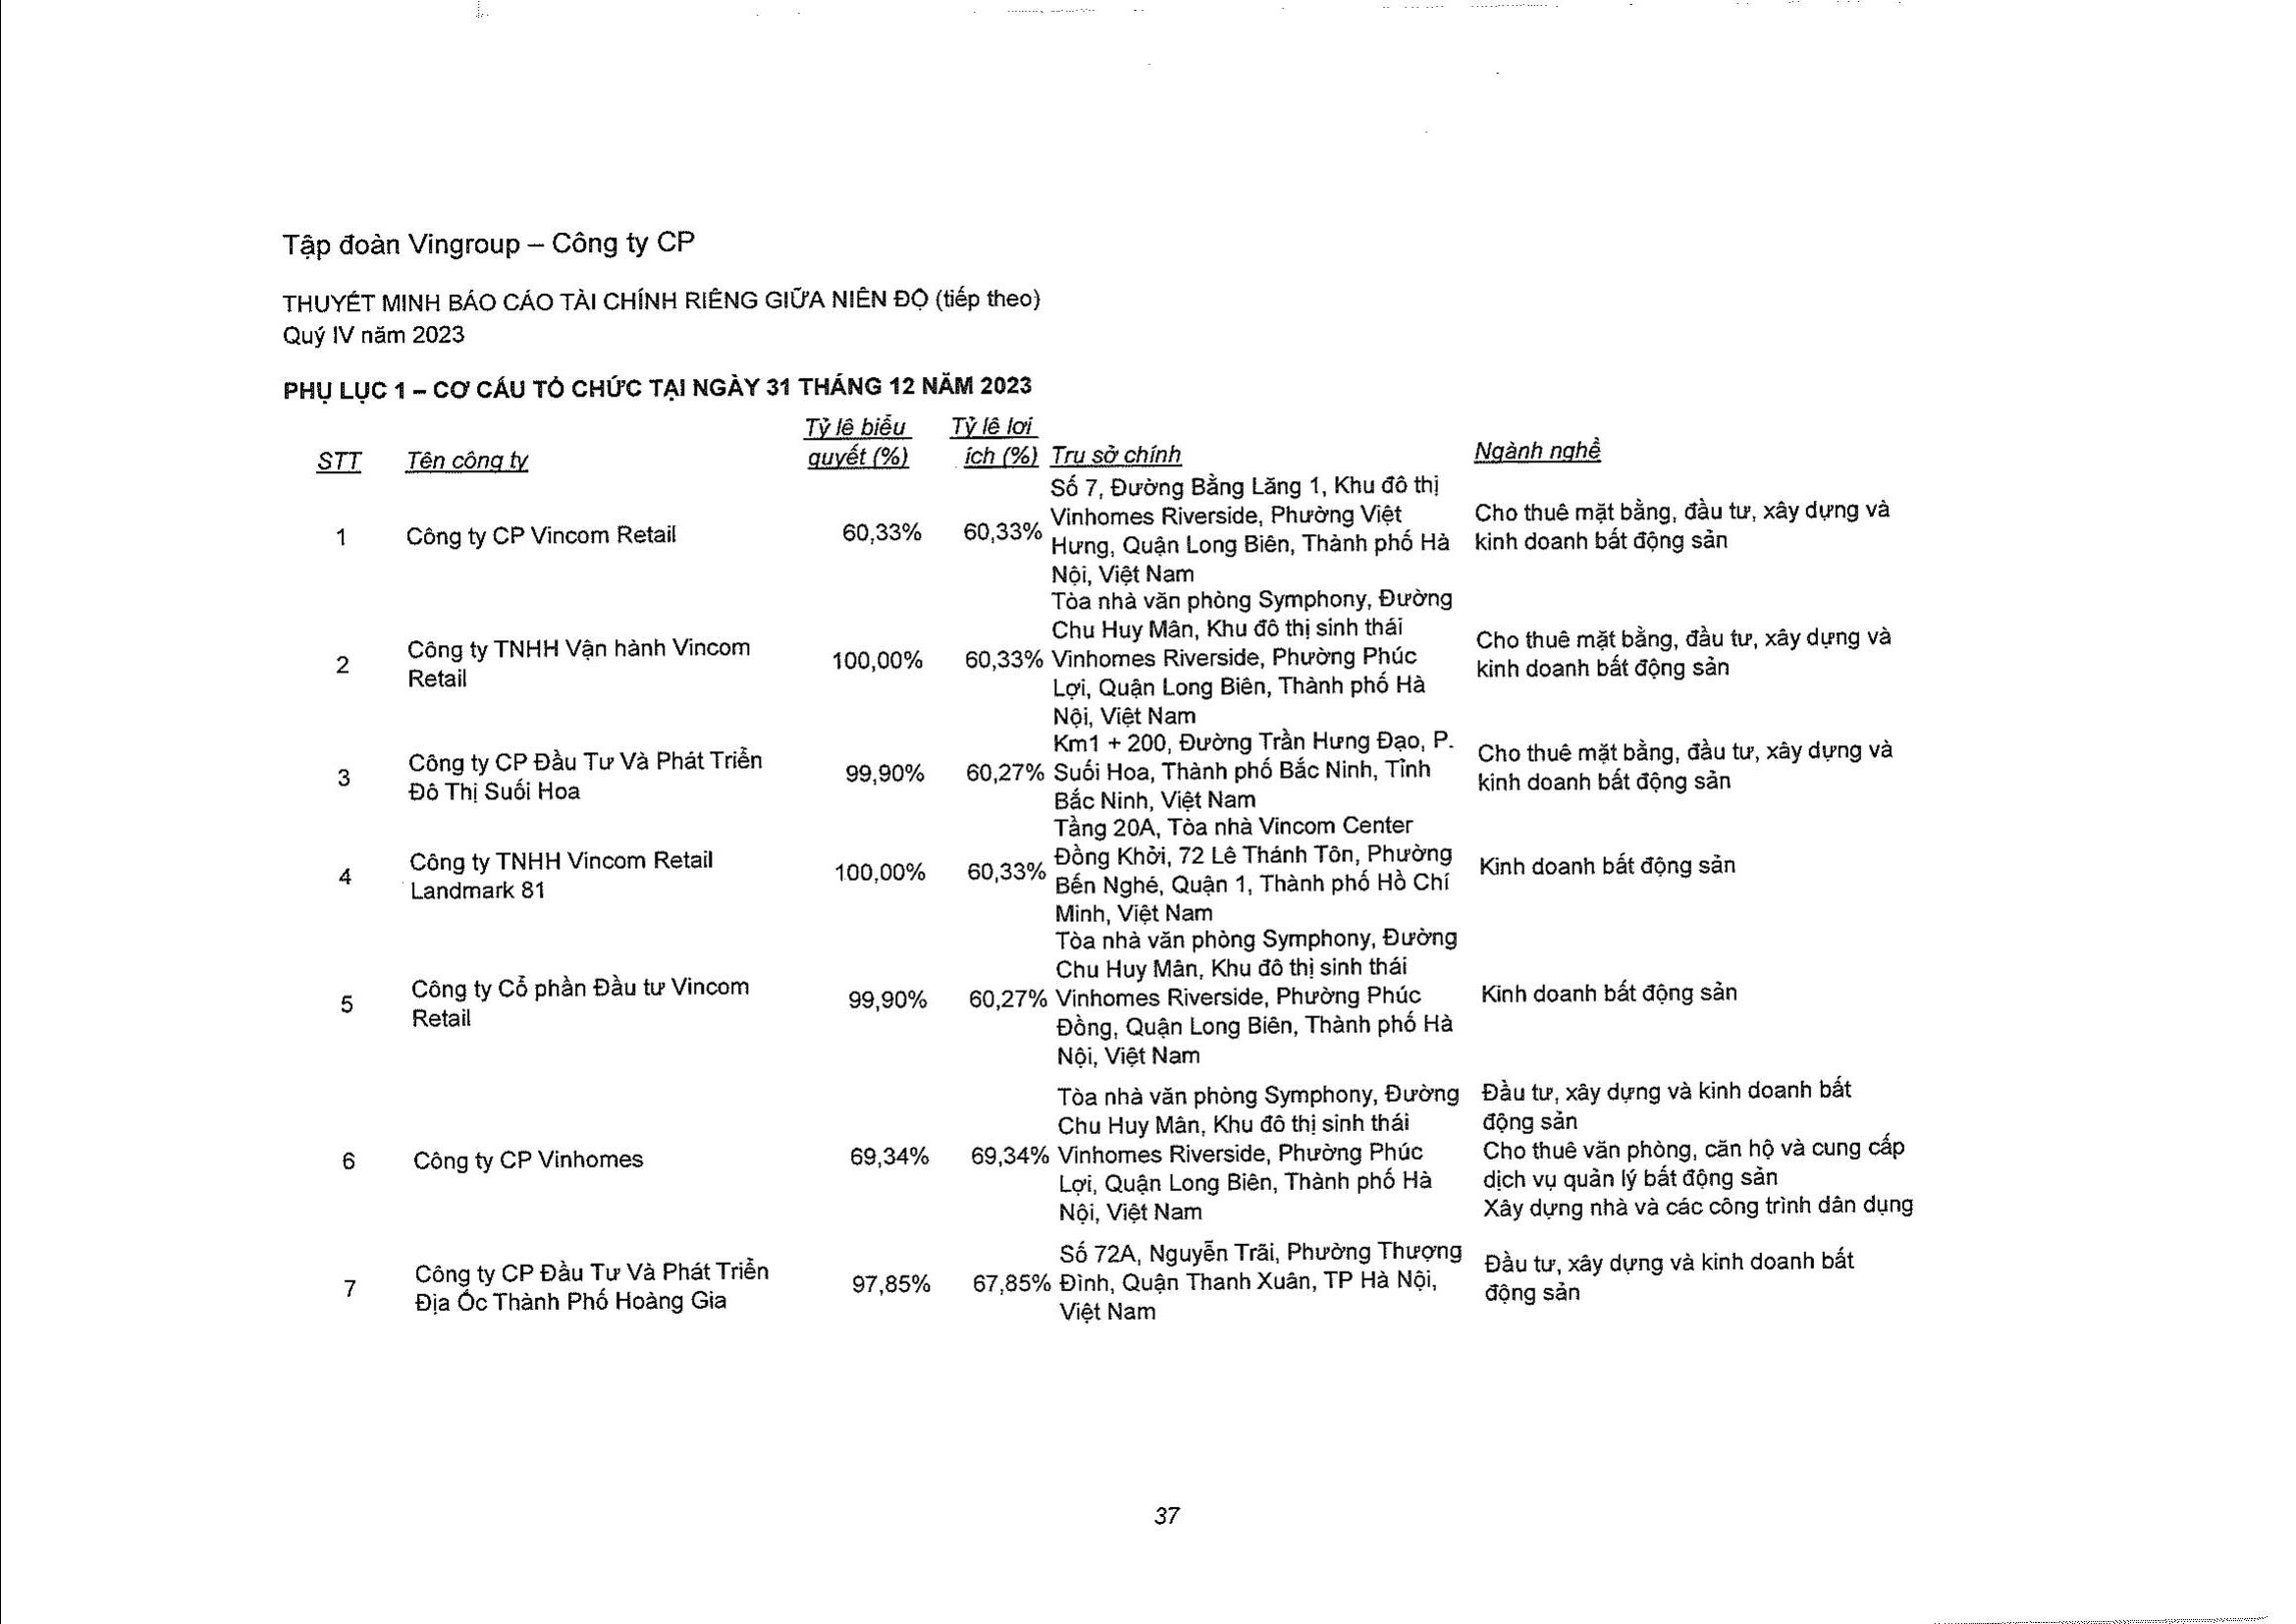 Tập đoàn Vingroup – Công ty CP
THUYẾT MINH BÁO CÁO TÀI CHÍNH RIÊNG GIỮA NIÊN ĐỘ (tiếp theo)
Quý IV năm 2023
PHỤ LỤC 1 – CƠ CẤU TỔ CHỨC TẠI NGÀY 31 THÁNG 12 NĂM 2023
STT Tên công ty Tỷ lệ biểu quyết (%) Tỷ lệ lợi ích (%) Trụ sở chính Ngành nghề
1 Công ty CP Vincom Retail 60,33% 60,33%
Số 7, Đường Bằng Lăng 1, Khu đô thị
Vinhomes Riverside, Phường Việt
Hưng, Quận Long Biên, Thành phố Hà
Nội, Việt Nam
Cho thuê mặt bằng, đầu tư, xây dựng và
kinh doanh bất động sản
2 Công ty TNHH Vận hành Vincom
Retail
100,00% 60,33%
Tòa nhà văn phòng Symphony, Đường
Chu Huy Mân, Khu đô thị sinh thái
Vinhomes Riverside, Phường Phúc
Lợi, Quận Long Biên, Thành phố Hà
Nội, Việt Nam
Cho thuê mặt bằng, đầu tư, xây dựng và
kinh doanh bất động sản
3 Công ty CP Đầu Tư Và Phát Triển
Đô Thị Suối Hoa
99,90% 60,27%
Km1 + 200, Đường Trần Hưng Đạo, P.
Suối Hoa, Thành phố Bắc Ninh, Tỉnh
Bắc Ninh, Việt Nam
Cho thuê mặt bằng, đầu tư, xây dựng và
kinh doanh bất động sản
4 Công ty TNHH Vincom Retail
Landmark 81
100,00% 60,33%
Tầng 20A, Tòa nhà Vincom Center
Đồng Khởi, 72 Lê Thánh Tôn, Phường
Bến Nghé, Quận 1, Thành phố Hồ Chí
Minh, Việt Nam
Kinh doanh bất động sản
5 Công ty Cổ phần Đầu tư Vincom
Retail
99,90% 60,27%
Tòa nhà văn phòng Symphony, Đường
Chu Huy Mân, Khu đô thị sinh thái
Vinhomes Riverside, Phường Phúc
Đồng, Quận Long Biên, Thành phố Hà
Nội, Việt Nam
Kinh doanh bất động sản
6 Công ty CP Vinhomes 69,34% 69,34%
Tòa nhà văn phòng Symphony, Đường
Chu Huy Mân, Khu đô thị sinh thái
Vinhomes Riverside, Phường Phúc
Lợi, Quận Long Biên, Thành phố Hà
Nội, Việt Nam
Đầu tư, xây dựng và kinh doanh bất
động sản
Cho thuê văn phòng, căn hộ và cung cấp
dịch vụ quản lý bất động sản
Xây dựng nhà và các công trình dân dụng
7 Công ty CP Đầu Tư Và Phát Triển
Địa Ốc Thành Phố Hoàng Gia
97,85% 67,85%
Số 72A, Nguyễn Trãi, Phường Thượng
Đình, Quận Thanh Xuân, TP Hà Nội,
Việt Nam
Đầu tư, xây dựng và kinh doanh bất
động sản
37